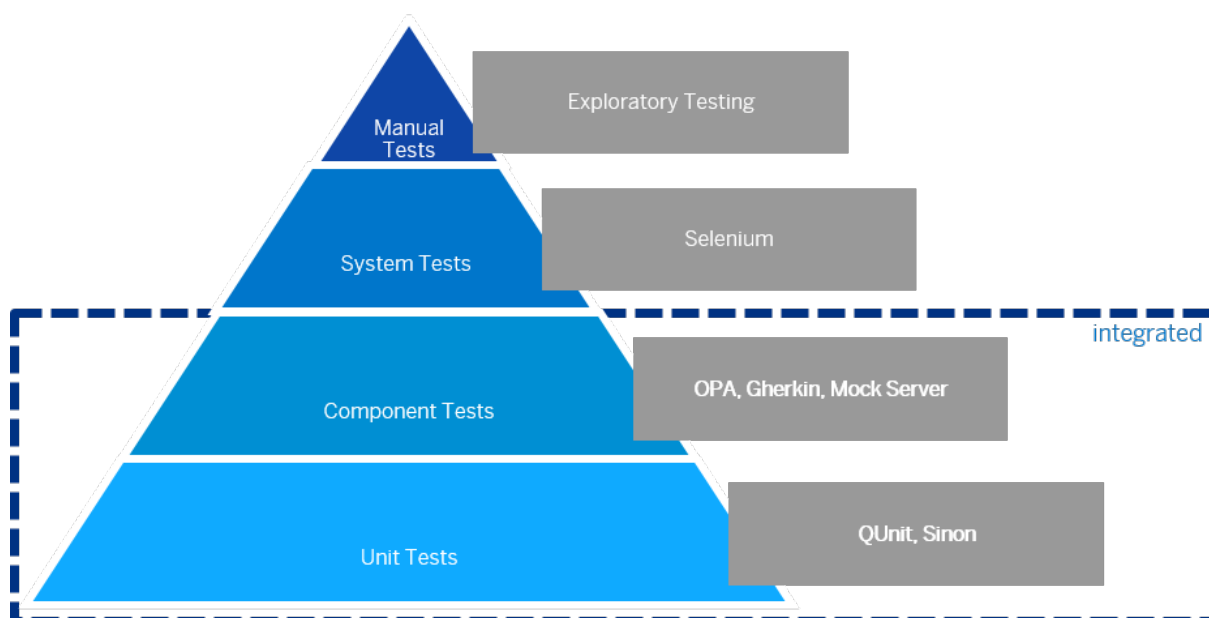 Manual
Tests
Exploratory Testing
System Tests
Selenium
integrated
Component Tests
OPA, Gherkin, Mock Server
Unit Tests
QUnit, Sinon